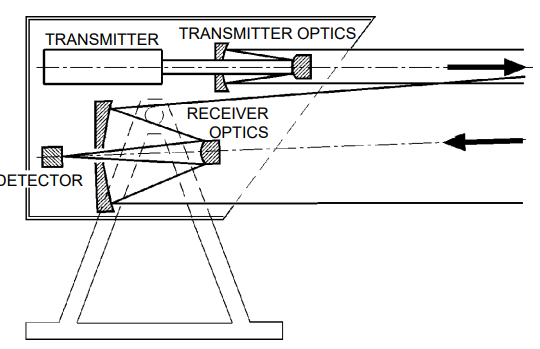 TRANSMITTER
TRANSMITTER OPTICS
RECEIVER
OPTICS
DETECTOR